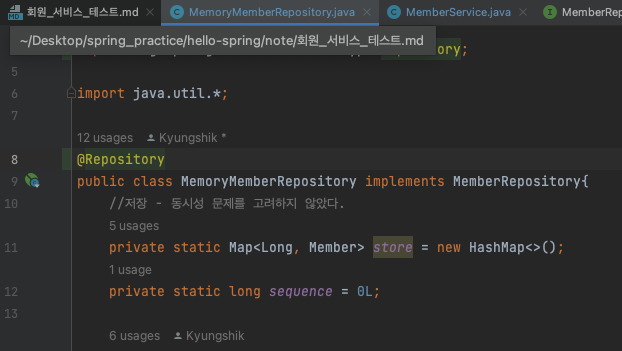 회원_서비스_테스트.md MemoryMemberRepository.java MemberService.java MemberRep
~/Desktop/spring_practice/hello-spring/note/회원_서비스_테스트.md
5
6 import java.util.*;
7
12 usages Kyungshik *
8 @Repository
9 public class MemoryMemberRepository implements MemberRepository{
10 //저장 - 동시성 문제를 고려하지 않았다.
5 usages
11 private static Map<Long, Member> store = new HashMap<>();
1 usage
12 private static long sequence = 0L;
13
6 usages Kyungshik